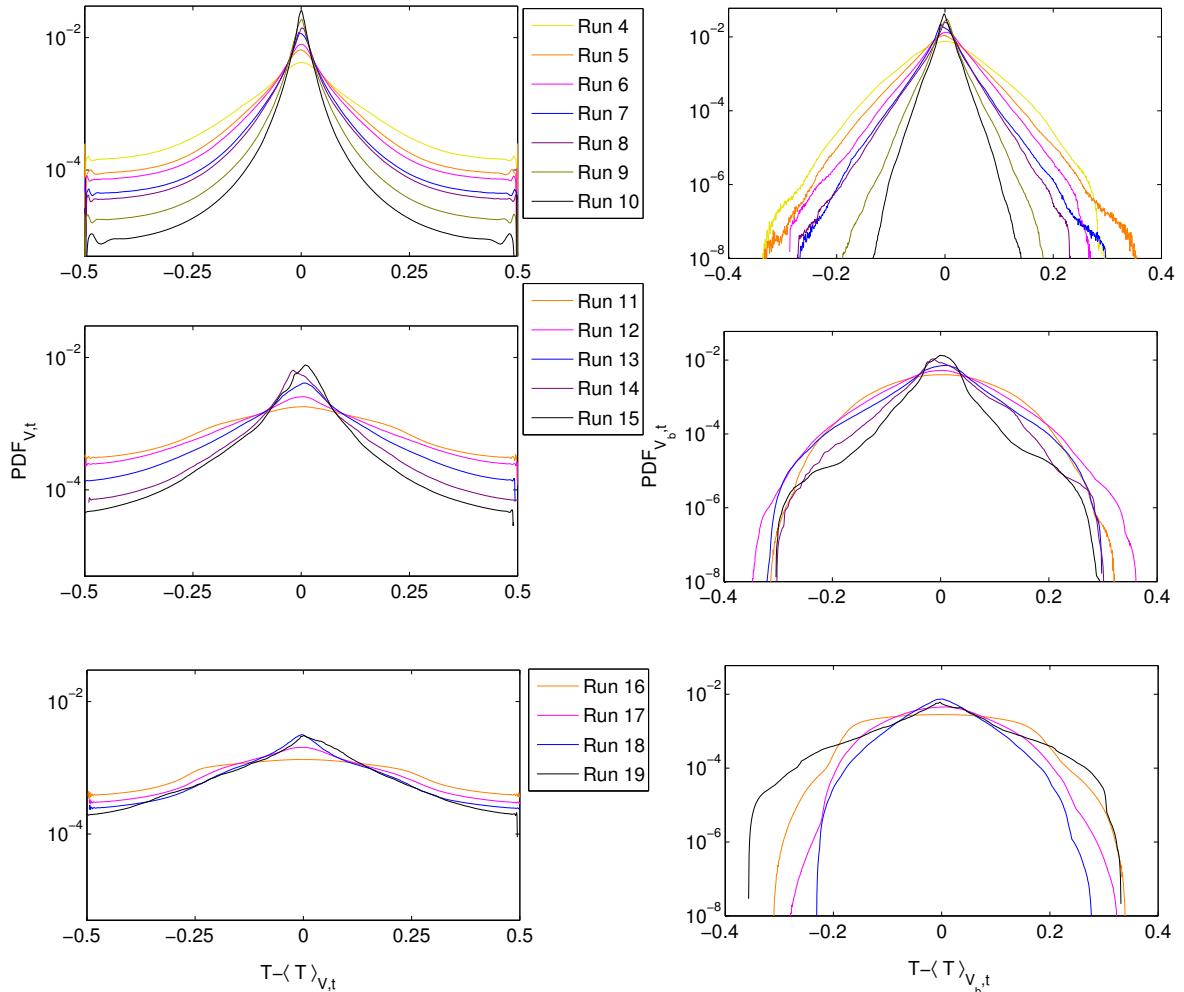 10^−2
10^−4
−0.5 −0.25 0 0.25 0.5
Run 4
Run 5
Run 6
Run 7
Run 8
Run 9
Run 10
10^−2
10^−4
10^−6
10^−8
−0.4 −0.2 0 0.2 0.4
PDF_V,t
10^−2
10^−4
−0.5 −0.25 0 0.25 0.5
Run 11
Run 12
Run 13
Run 14
Run 15
PDF_V_b,t
10^−2
10^−4
10^−6
10^−8
−0.4 −0.2 0 0.2 0.4
10^−2
10^−4
−0.5 −0.25 0 0.25 0.5
T−⟨ T ⟩_V,t
Run 16
Run 17
Run 18
Run 19
10^−2
10^−4
10^−6
10^−8
−0.4 −0.2 0 0.2 0.4
T−⟨ T ⟩_V_b,t